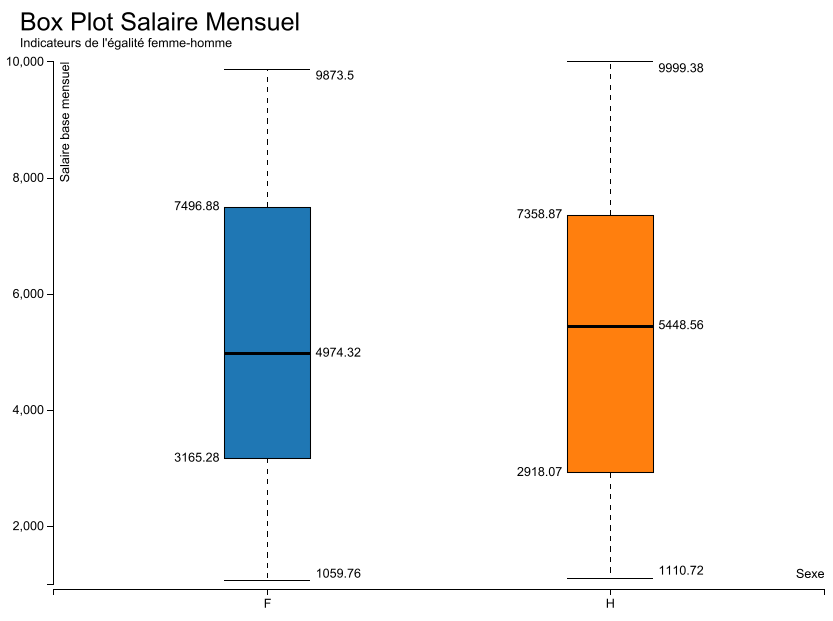 Box Plot Salaire Mensuel
Indicateurs de l'égalité femme-homme
10,000
8,000
6,000
4,000
2,000
Salaire base mensuel
9873.5
7496.88
4974.32
3165.28
1059.76
9999.38
7358.87
5448.56
2918.07
1110.72
Sexe
F
H